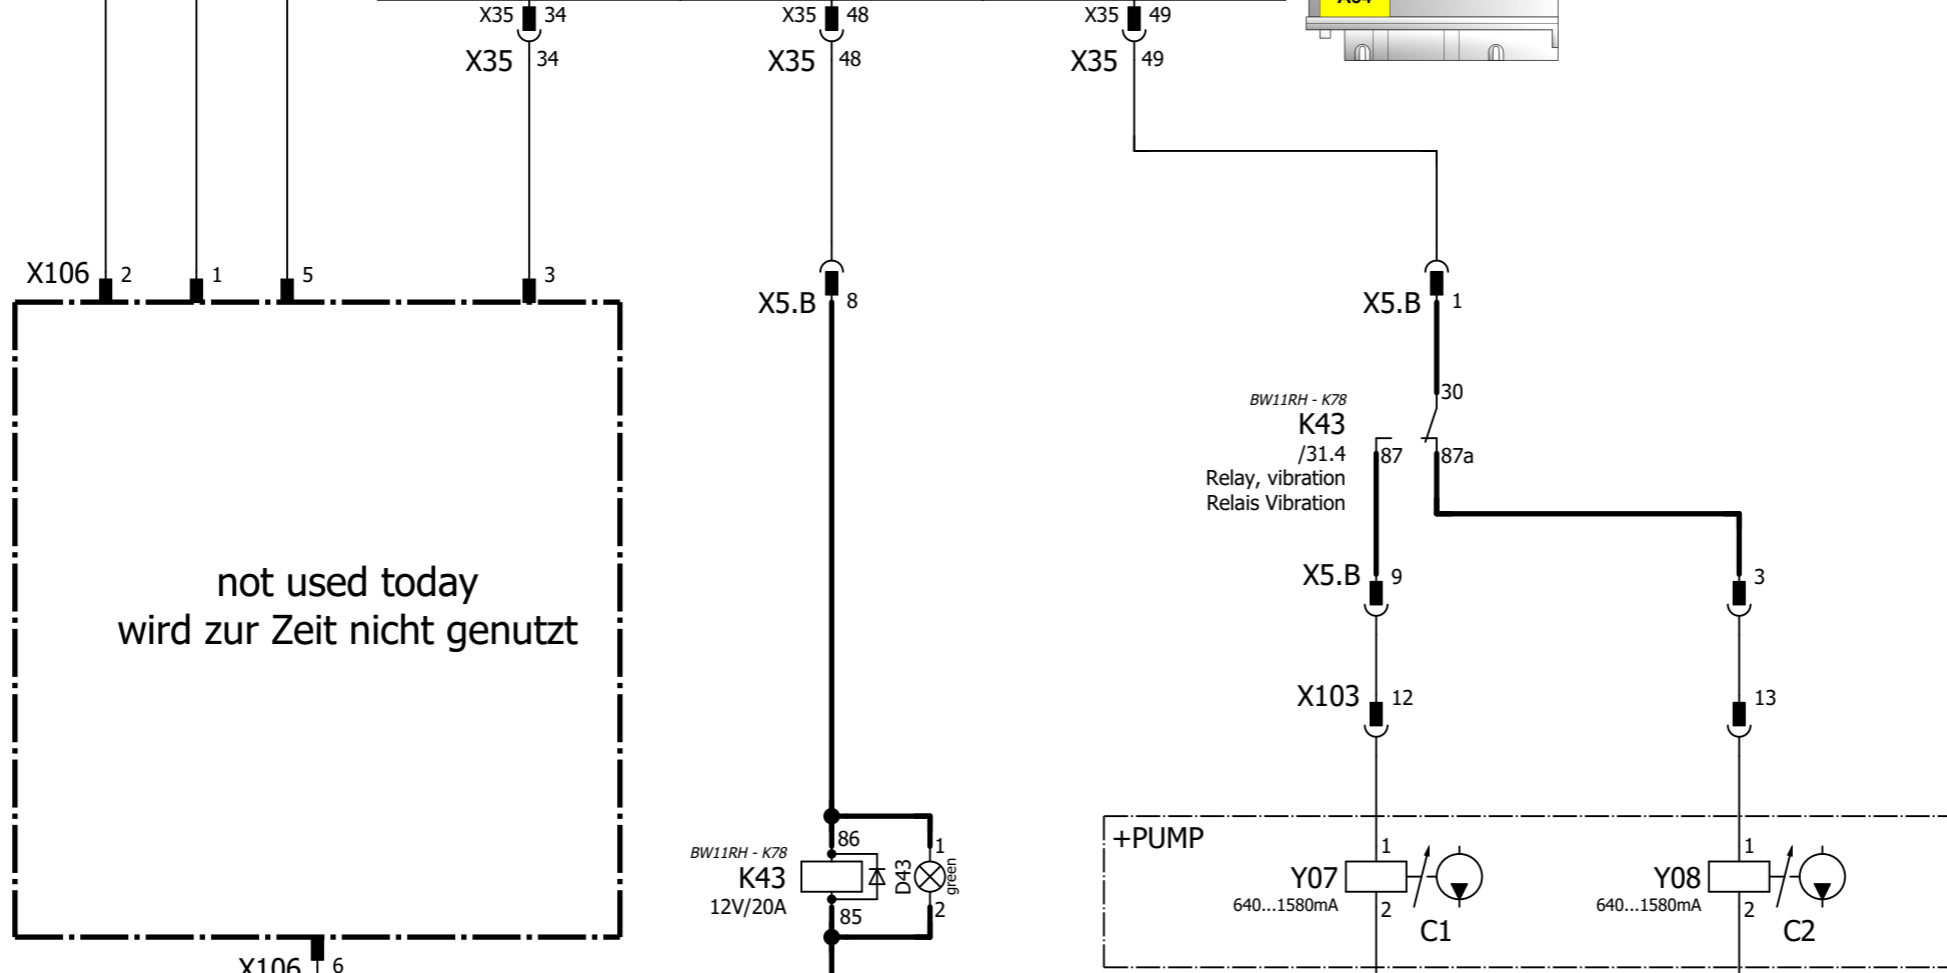 A04
X35 34
X35 48
X35 49
X35 34
X35 48
X35 49
X106 2 1 5 3
X5.B 8
X5.B 1
30
BW11RH - K78
K43
/31.4
87 87a
Relay, vibration
Relais Vibration
not used today
wird zur Zeit nicht genutzt
X5.B 9 3
X103 12 13
+PUMP
86 1
BW11RH - K78
K43
12V/20A
85 2
D43
green
1
Y07
640...1580mA
2
C1
1
Y08
640...1580mA
2
C2
X106 6